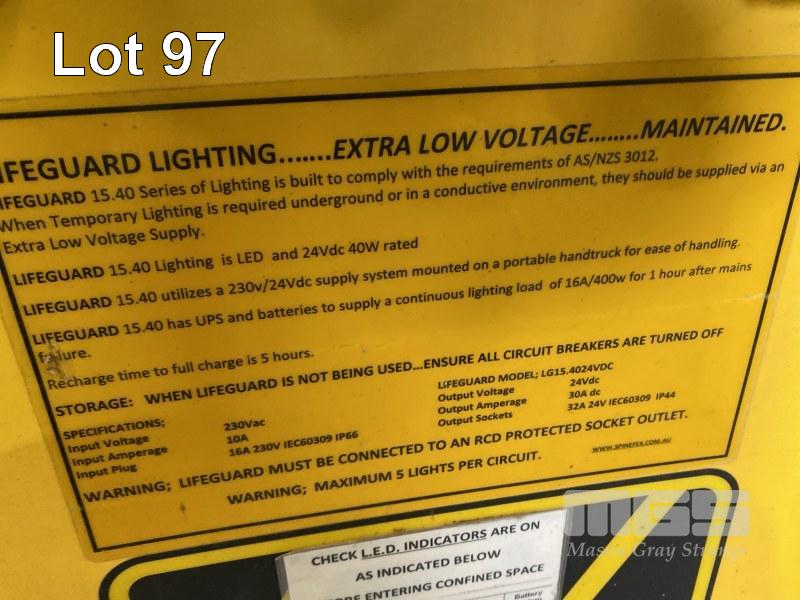 Lot 97
IFEGUARD LIGHTING.......EXTRA LOW VOLTAGE........MAINTAINED.
IFEGUARD 15.40 Series of Lighting is built to comply with the requirements of AS/NZS 3012.
When Temporary Lighting is required underground or in a conductive environment, they should be supplied via an
Extra Low Voltage Supply.
LIFEGUARD 15.40 Lighting is LED and 24Vdc 40W rated
LIFEGUARD 15.40 utilizes a 230v/24Vdc supply system mounted on a portable handtruck for ease of handling.
LIFEGUARD 15.40 has UPS and batteries to supply a continuous lighting load of 16A/400w for 1 hour after mains
failure.
Recharge time to full charge is 5 hours.
STORAGE: WHEN LIFEGUARD IS NOT BEING USED...ENSURE ALL CIRCUIT BREAKERS ARE TURNED OFF
SPECIFICATIONS; LIFEGUARD MODEL; LG15.4024VDC
Input Voltage 230Vac Output Voltage 24Vdc
Input Amperage 10A Output Amperage 30A dc
Input Plug 16A 230V IEC60309 IP66 Output Sockets 32A 24V IEC60309 IP44
WARNING; LIFEGUARD MUST BE CONNECTED TO AN RCD PROTECTED SOCKET OUTLET.
WARNING; MAXIMUM 5 LIGHTS PER CIRCUIT.
WWW.SPINEFEX.COM.AU
MGS
Mason Gray Strange
CHECK L.E.D. INDICATORS ARE ON
AS INDICATED BELOW
ENTERING CONFINED SPACE
Battery